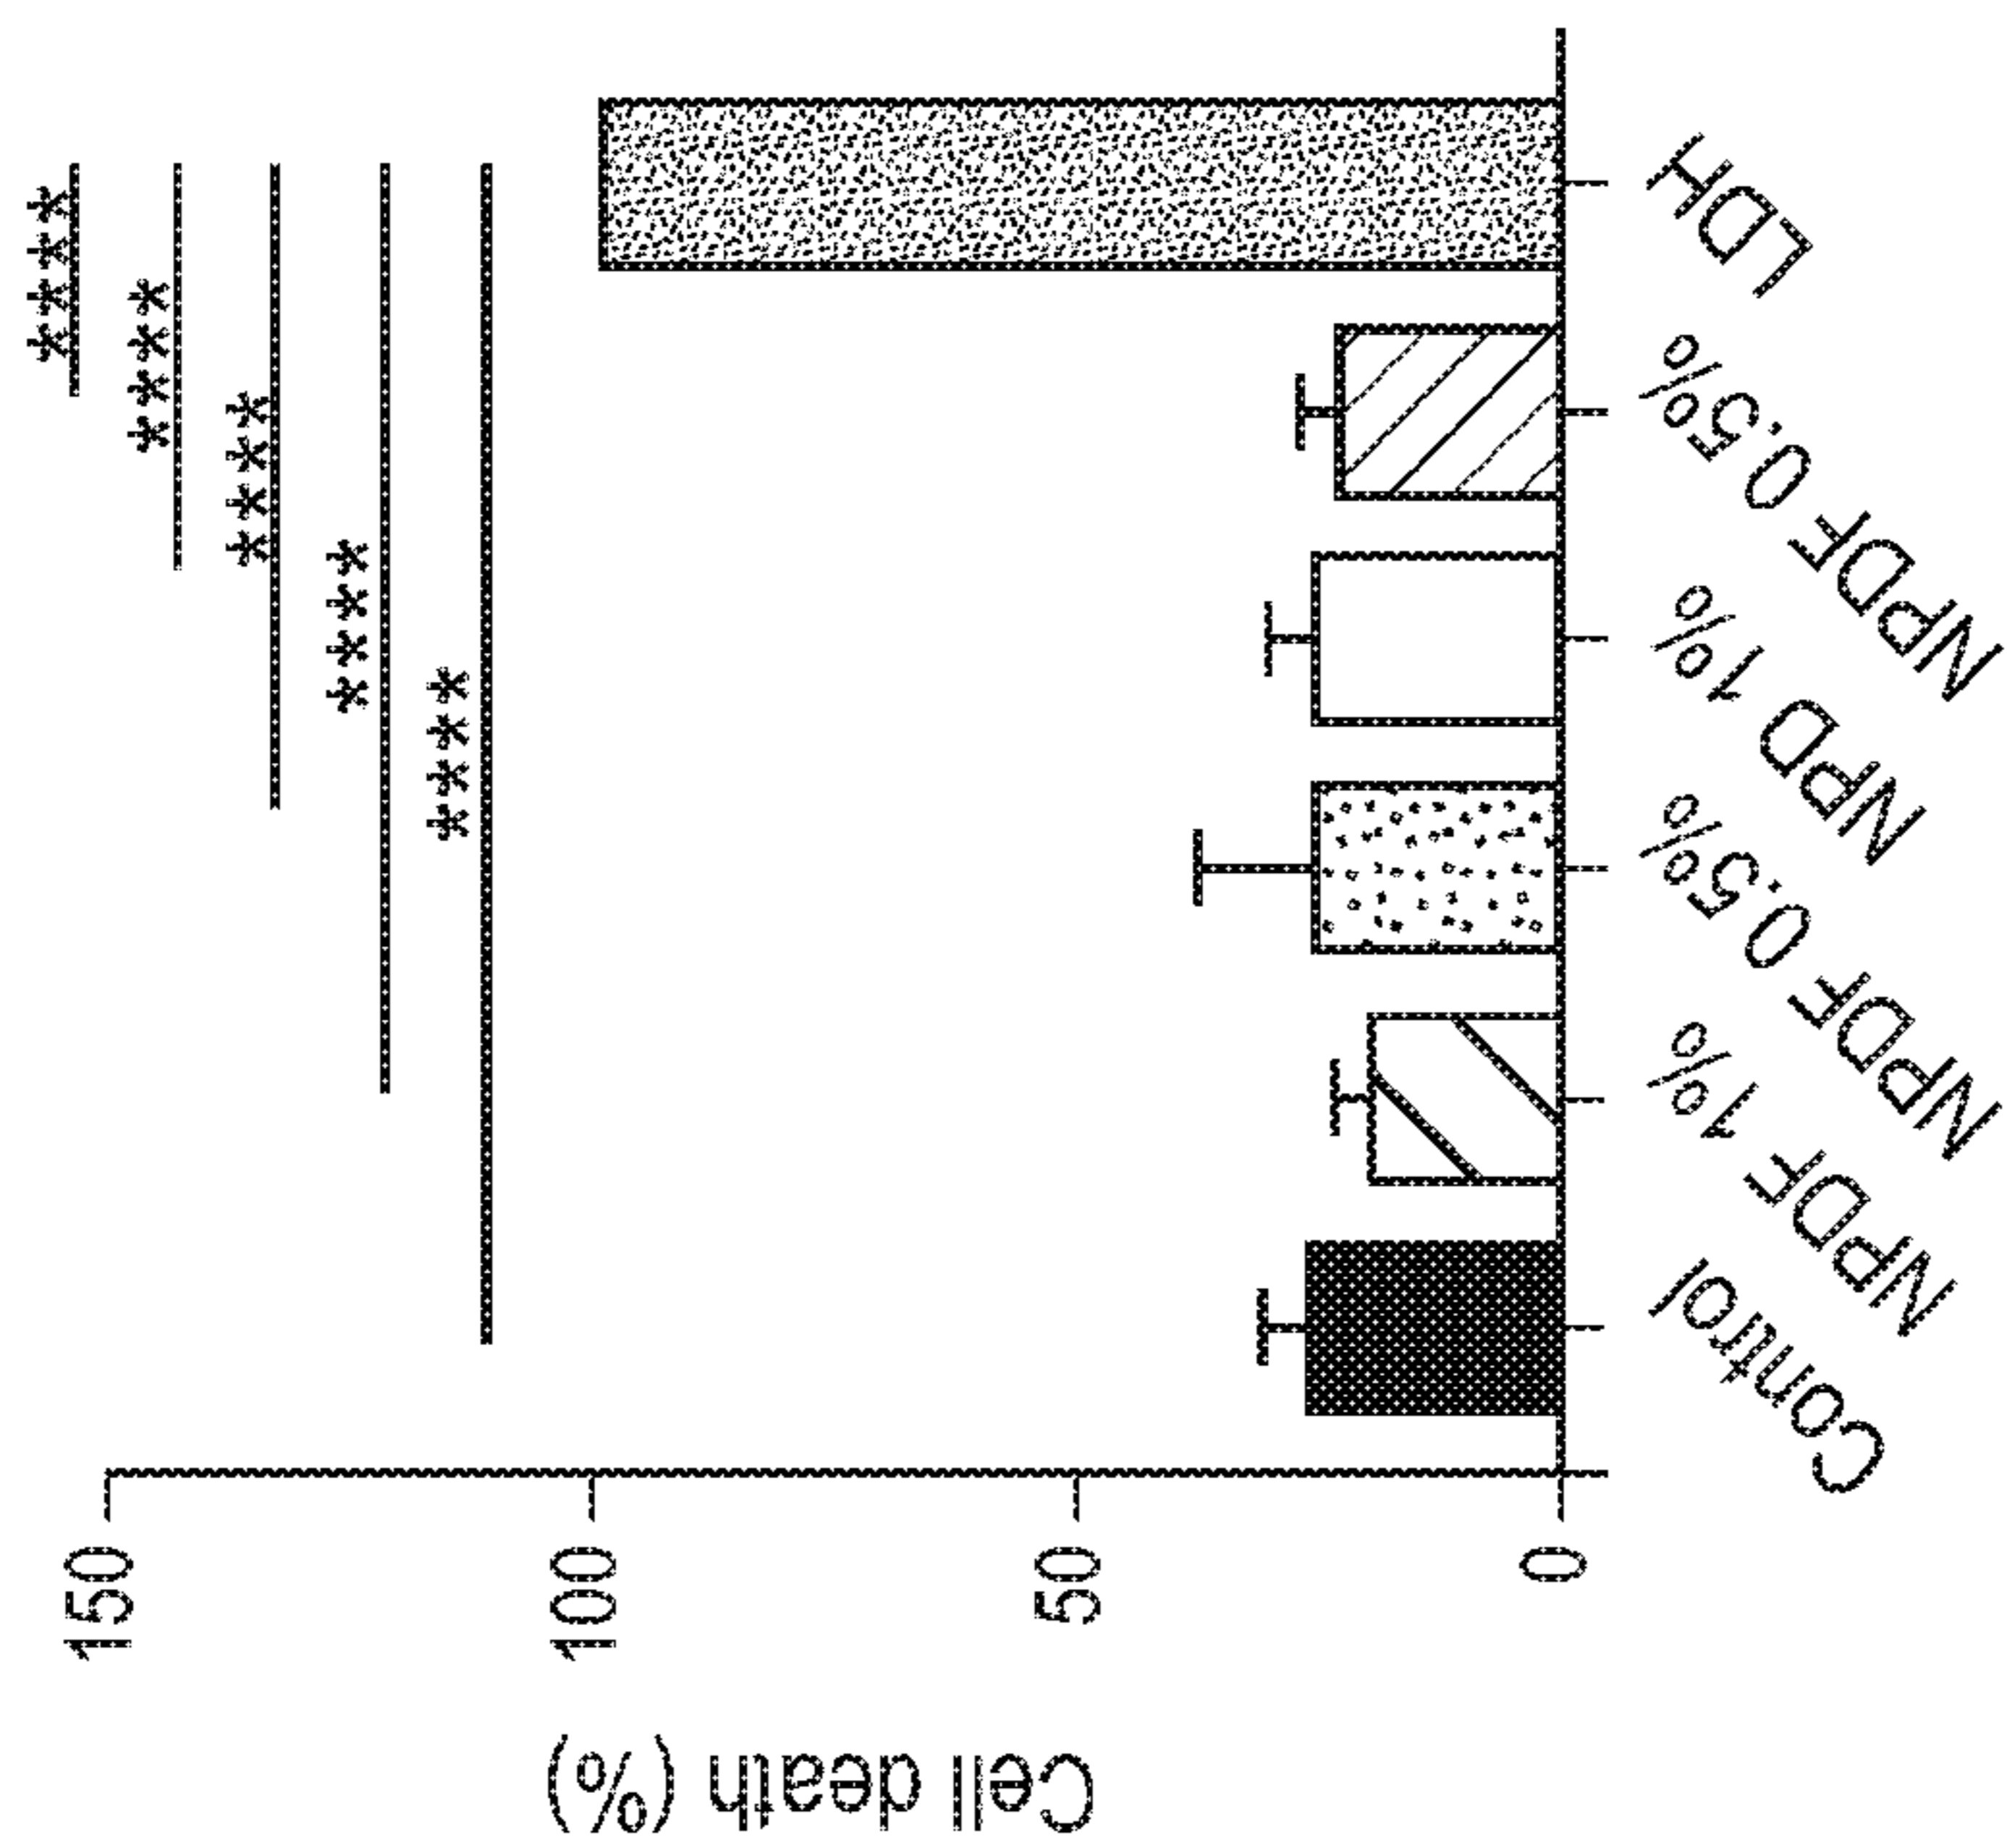 ****
****
****
****
****
150
100
50
0
Cell death (%)
Control
NPDF 1%
NPDF 0.5%
NPD 1%
NPDF 0.5%
LDH